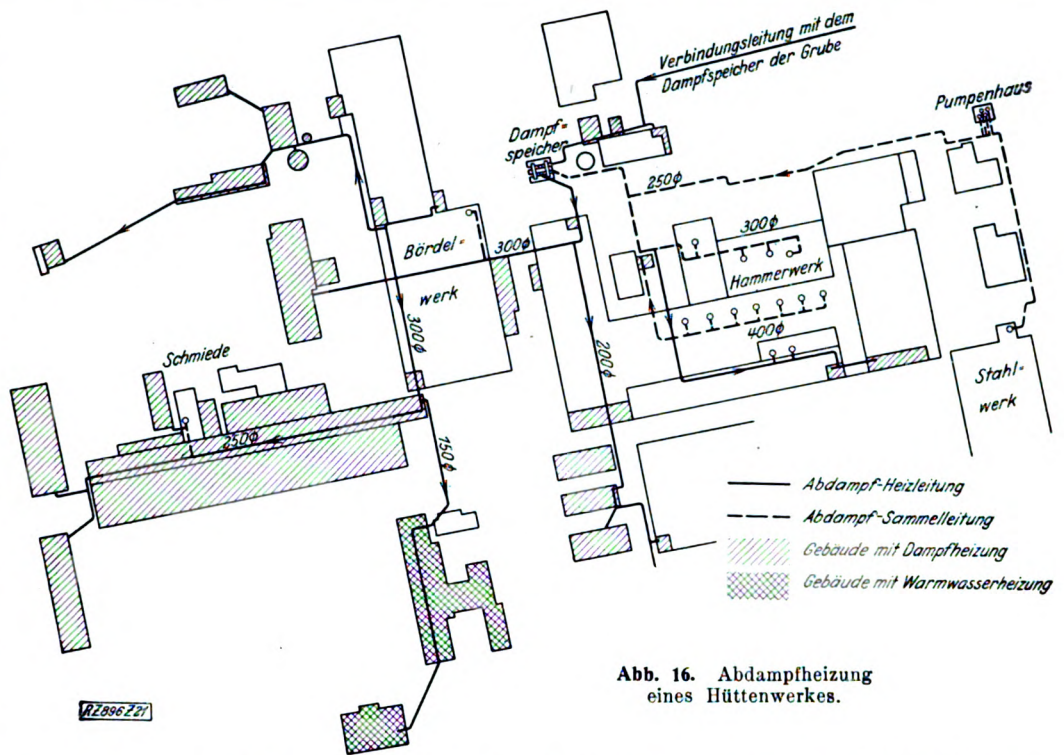 Verbindungsleitung mit dem
Dampfspeicher der Grube
Pumpenhaus
Dampf-
speicher
250⌀
300⌀
Bördel-
300⌀
Hammerwerk
werk
300⌀
400⌀
200⌀
Schmiede
Stahl-
werk
250⌀
150⌀
Abdampf-Heizleitung
Abdampf-Sammelleitung
Gebäude mit Dampfheizung
Gebäude mit Warmwasserheizung
Abb. 16. Abdampfheizung
eines Hüttenwerkes.
RZ896Z21